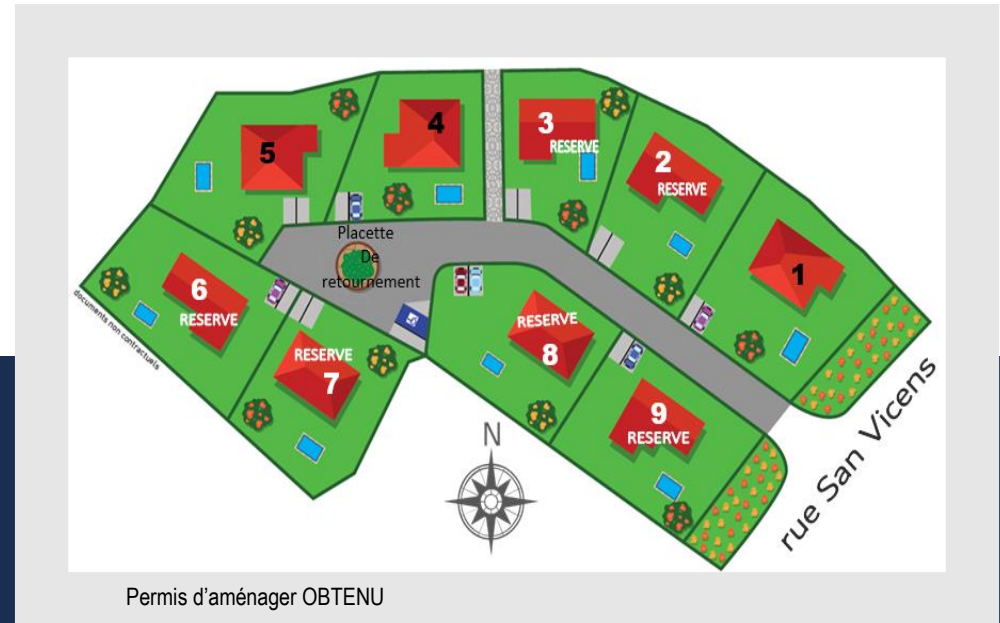 4
3
RESERVE
5
2
RESERVE
Placette
De
retournement
1
6
RESERVE
documents non contractuels
RESERVE
7
RESERVE
8
9
RESERVE
N
rue San Vicens
Permis d’aménager OBTENU